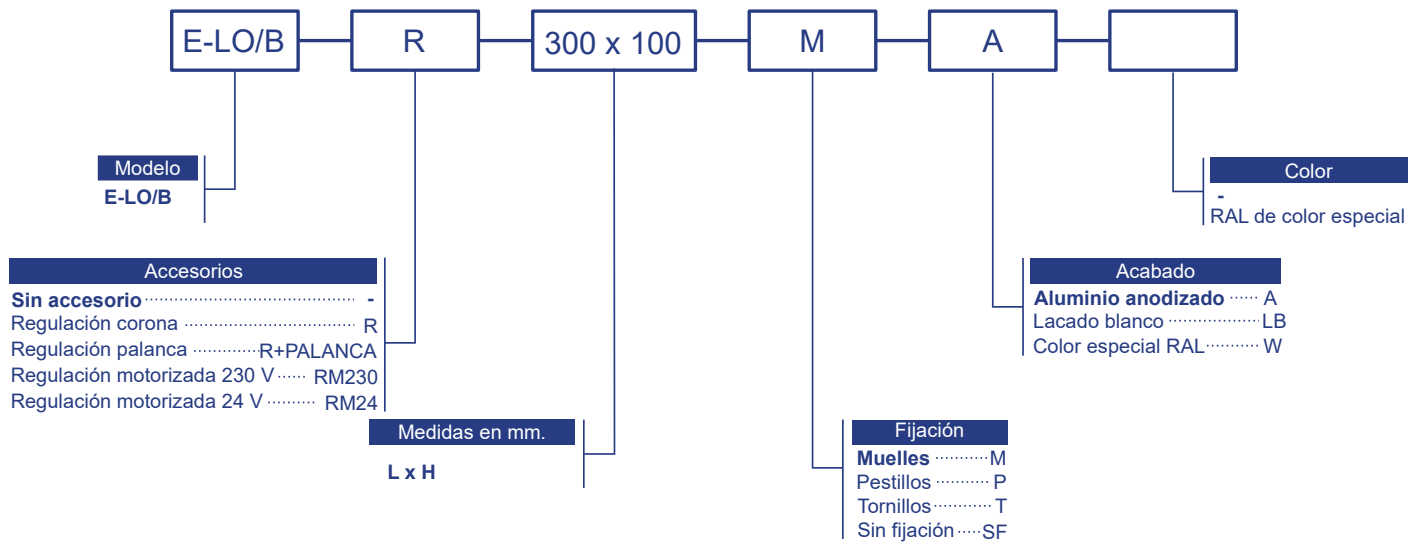 E-LO/B R 300 x 100 M A
Modelo
E-LO/B
Color
-
RAL de color especial
Accesorios
Sin accesorio -
Regulación corona R
Regulación palanca R+PALANCA
Regulación motorizada 230 V RM230
Regulación motorizada 24 V RM24
Acabado
Aluminio anodizado A
Lacado blanco LB
Color especial RAL W
Medidas en mm.
L x H
Fijación
Muelles M
Pestillos P
Tornillos T
Sin fijación SF